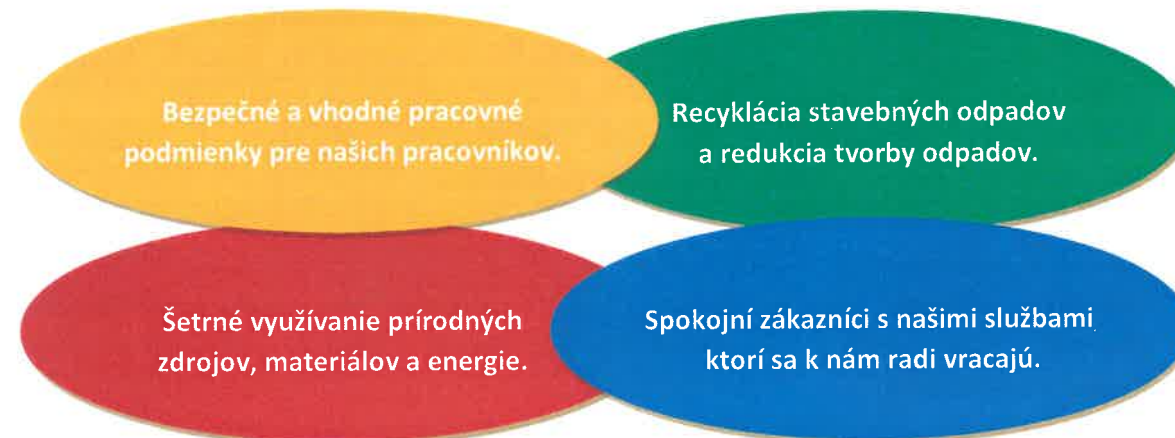 Bezpečné a vhodné pracovné
podmienky pre našich pracovníkov.
Recyklácia stavebných odpadov
a redukcia tvorby odpadov.
Šetrné využívanie prírodných
zdrojov, materiálov a energie.
Spokojní zákazníci s našimi službami
ktorí sa k nám radi vracajú.